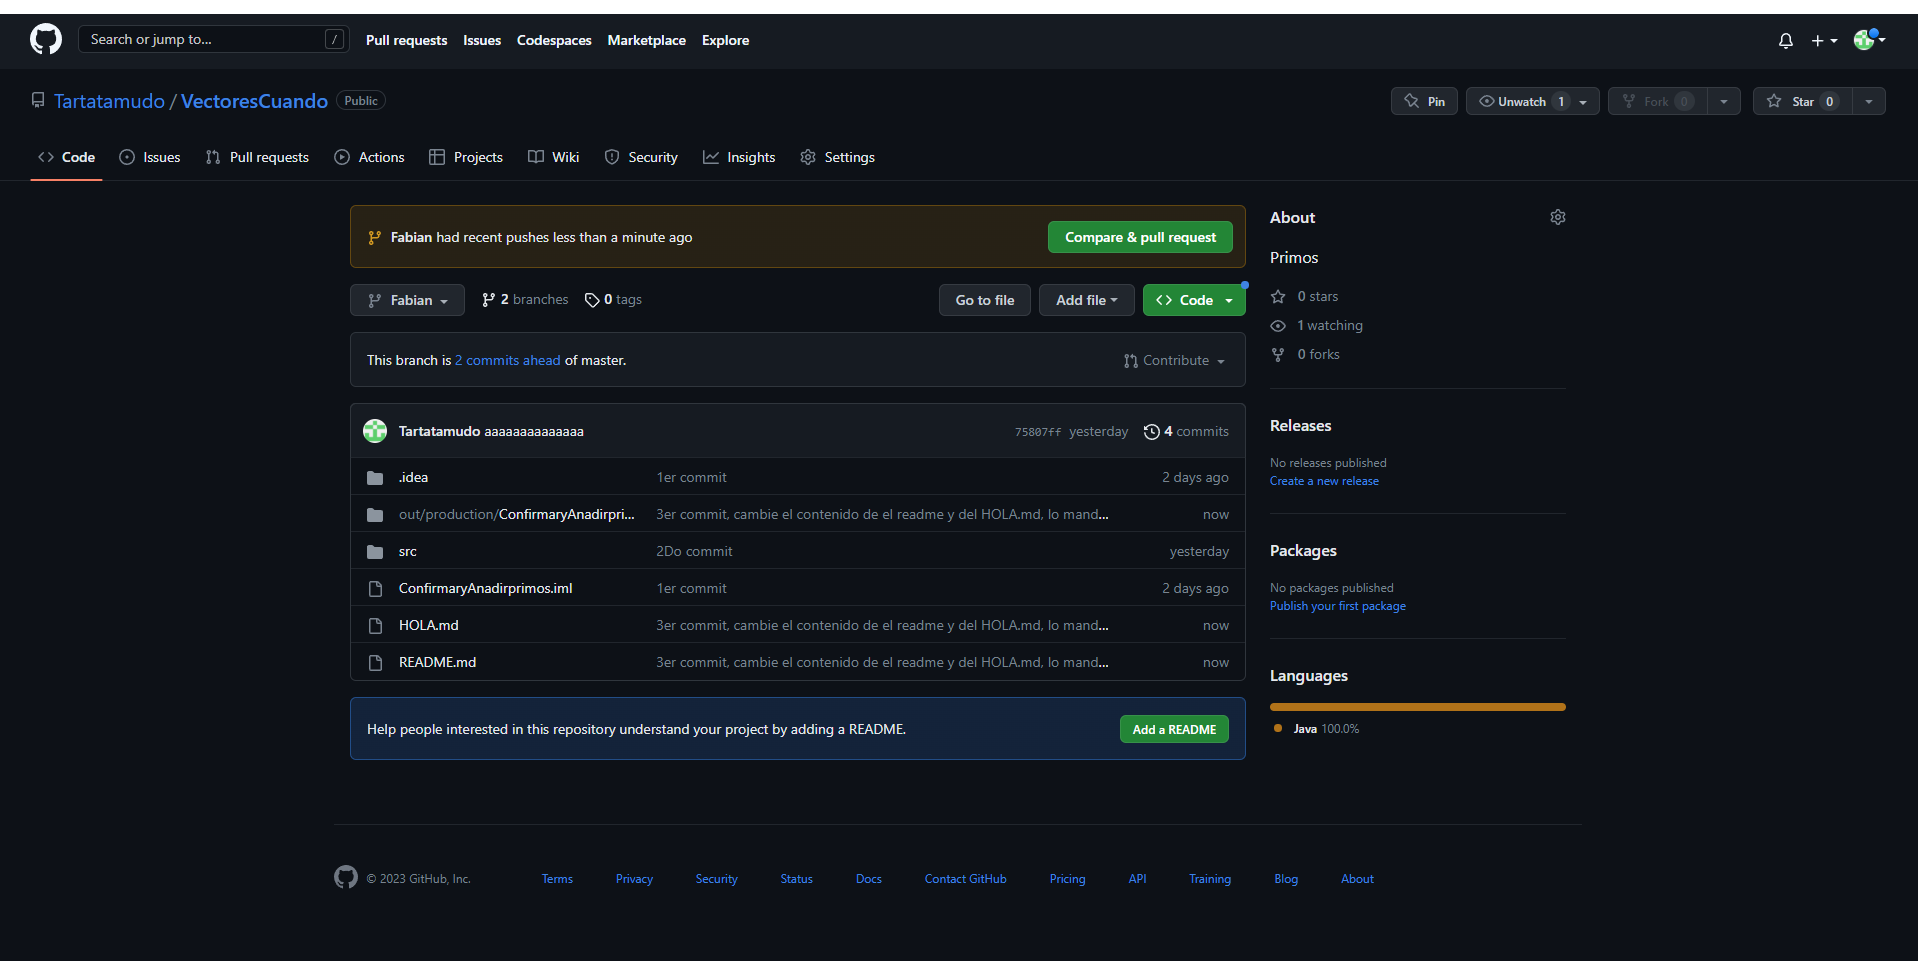 Search or jump to... / Pull requests Issues Codespaces Marketplace Explore
Tartatamudo / VectoresCuando Public Pin Unwatch 1 Fork 0 Star 0
Code Issues Pull requests Actions Projects Wiki Security Insights Settings
Fabian had recent pushes less than a minute ago Compare & pull request
Fabian 2 branches 0 tags Go to file Add file Code
This branch is 2 commits ahead of master. Contribute
Tartatamudo aaaaaaaaaaaaaa 75807ff yesterday 4 commits
.idea 1er commit 2 days ago
out/production/ConfirmaryAnadirpri... 3er commit, cambie el contenido de el readme y del HOLA.md, lo mand... now
src 2Do commit yesterday
ConfirmaryAnadirprimos.iml 1er commit 2 days ago
HOLA.md 3er commit, cambie el contenido de el readme y del HOLA.md, lo mand... now
README.md 3er commit, cambie el contenido de el readme y del HOLA.md, lo mand... now
Help people interested in this repository understand your project by adding a README. Add a README
About
Primos
0 stars
1 watching
0 forks
Releases
No releases published
Create a new release
Packages
No packages published
Publish your first package
Languages
Java 100.0%
© 2023 GitHub, Inc. Terms Privacy Security Status Docs Contact GitHub Pricing API Training Blog About